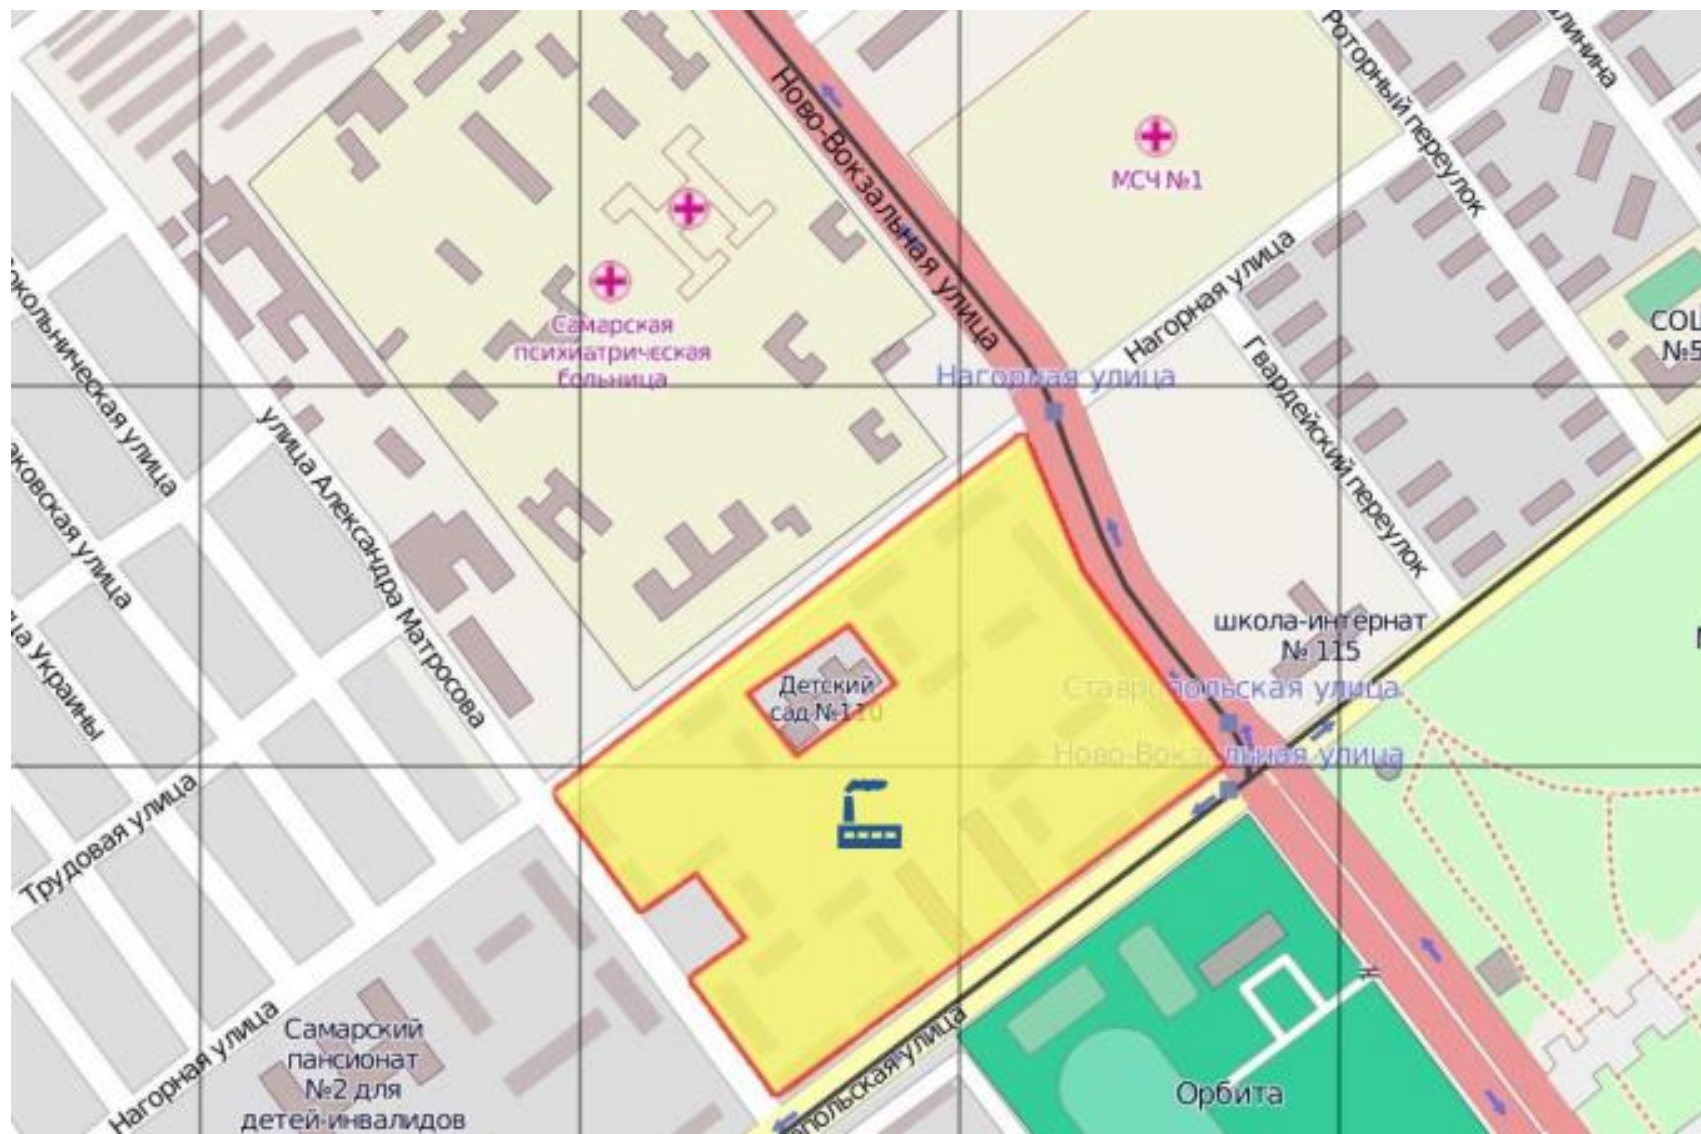 Ново-Вокзальная улица
МСЧ №1
Роторный переулок
Нагорная улица
Самарская
психиатрическая
больница
Нагорная улица
Гвардейский переулок
улица Александра Матросова
школа-интернат
№ 115
Ставропольская улица
Ново-Вокзальная улица
Детский
сад №110
Трудовая улица
Нагорная улица
Самарский
пансионат
№2 для
детей-инвалидов
Орбита